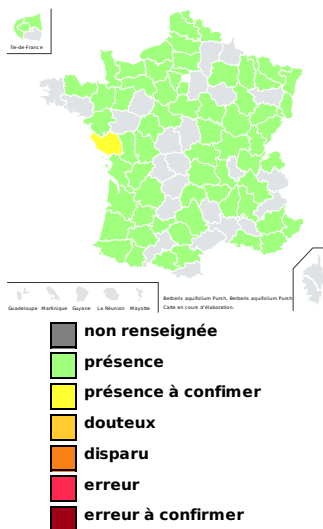 Île-de-France
Guadeloupe Martinique Guyane La Réunion Mayotte
Berberis aquifolium Pursh, Berberis aquifolium Pursh
Carte en cours d'élaboration.
non renseignée
présence
présence à confimer
douteux
disparu
erreur
erreur à confirmer